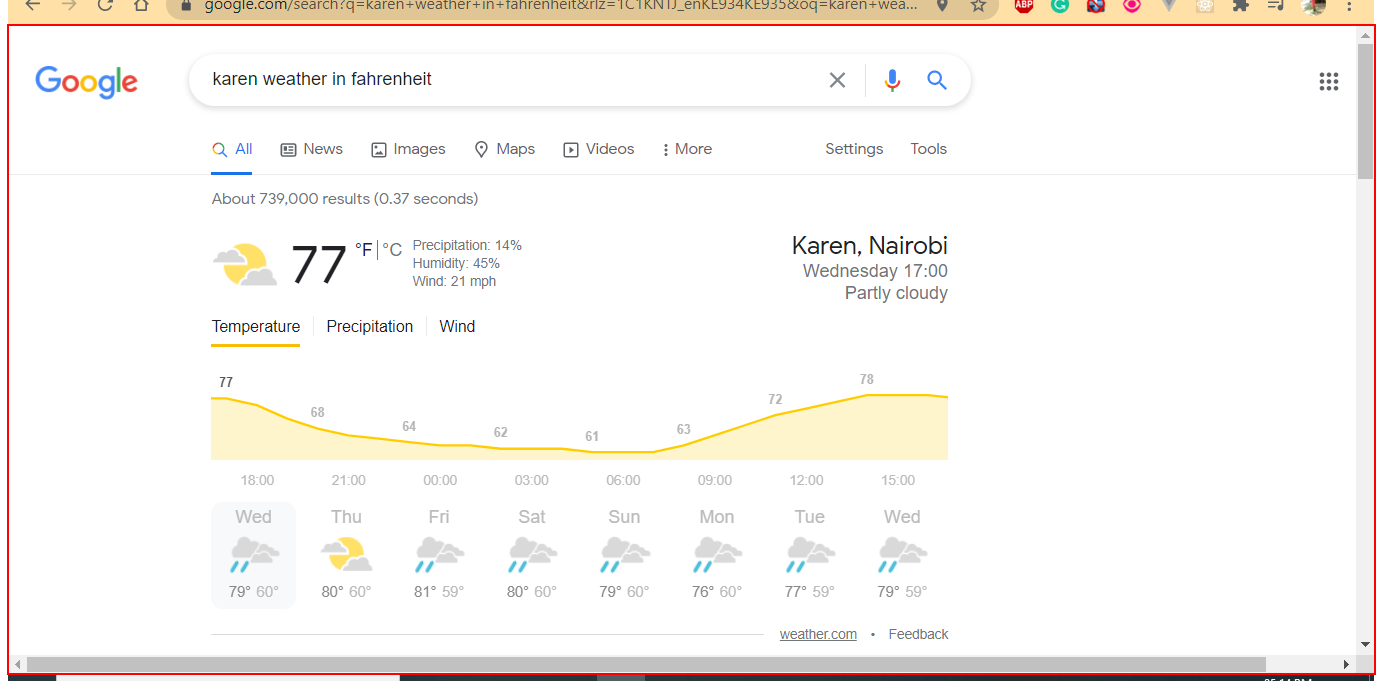 google.com/search?q=karen+weather+in+fahrenheit&rlz=1C1KNTJ_enKE934KE935&oq=karen+wea...
ABP
Google
karen weather in fahrenheit
All News Images Maps Videos More Settings Tools
About 739,000 results (0.37 seconds)
77 °F | °C
Precipitation: 14%
Humidity: 45%
Wind: 21 mph
Karen, Nairobi
Wednesday 17:00
Partly cloudy
Temperature Precipitation Wind
77 68 64 62 61 63 72 78
18:00 21:00 00:00 03:00 06:00 09:00 12:00 15:00
Wed Thu Fri Sat Sun Mon Tue Wed
79° 60° 80° 60° 81° 59° 80° 60° 79° 60° 76° 60° 77° 59° 79° 59°
weather.com • Feedback